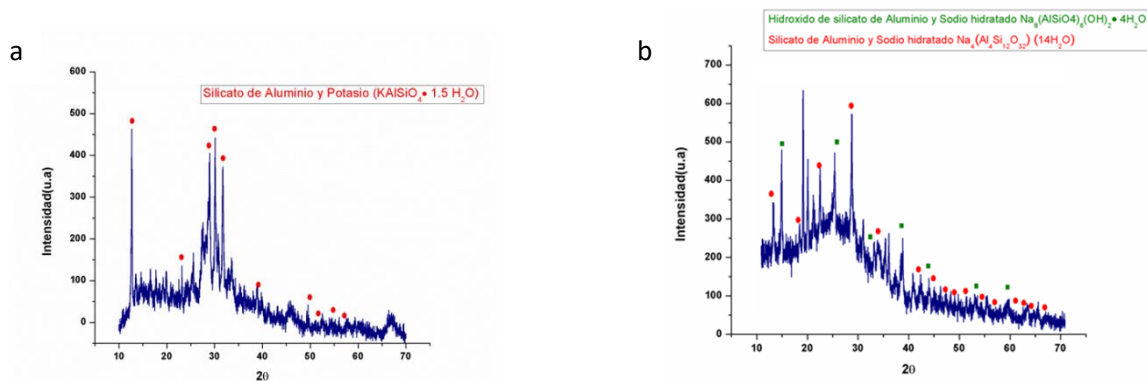 a
Silicato de Aluminio y Potasio (KAlSiO₄• 1.5 H₂O)
Intensidad(u.a)
600
500
400
300
200
100
0
10 20 30 40 50 60 70
2θ
b
Hidroxido de silicato de Aluminio y Sodio hidratado Na₈(AlSiO4)₆(OH)₂• 4H₂O
Silicato de Aluminio y Sodio hidratado Na₄(Al₄Si₁₂O₃₂) (14H₂O)
Intensidad(u.a)
700
600
500
400
300
200
100
0
10 20 30 40 50 60 70
2θ